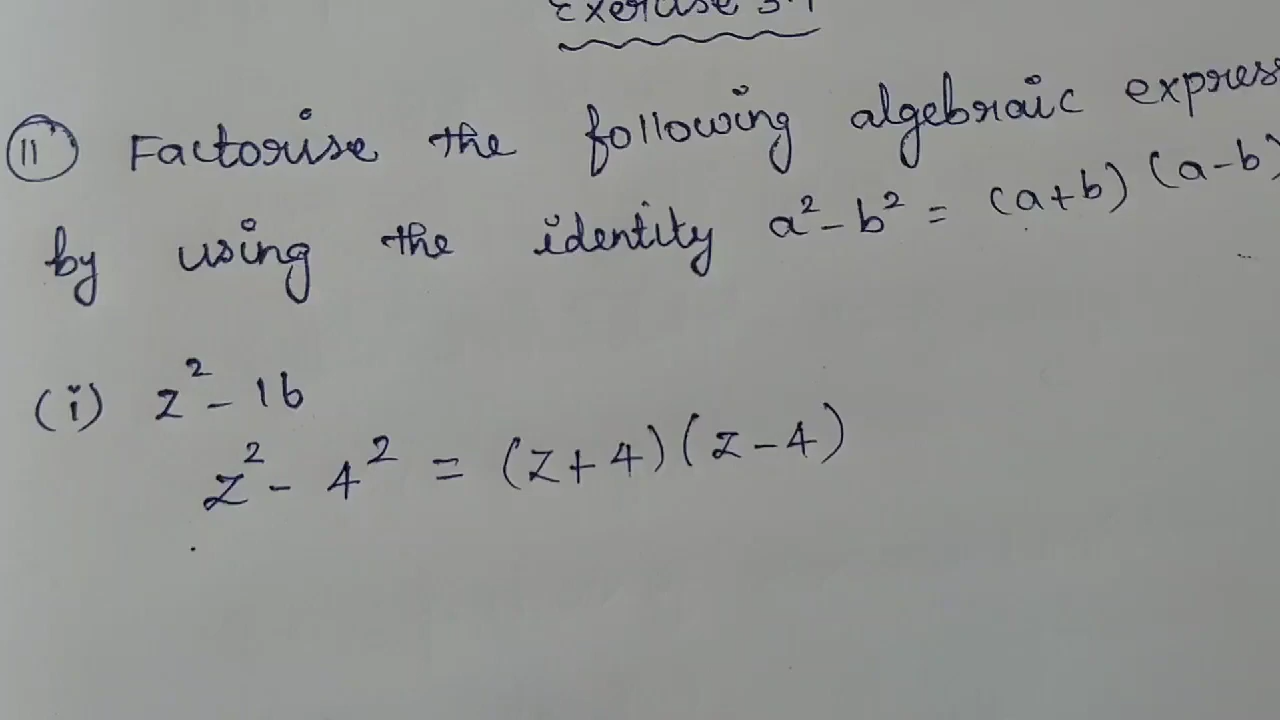 Exercise 3.1
(11) Factorise the following algebraic express
by using the identity a² - b² = (a+b) (a-b)
(i) z² - 16
z² - 4² = (z+4)(z-4)